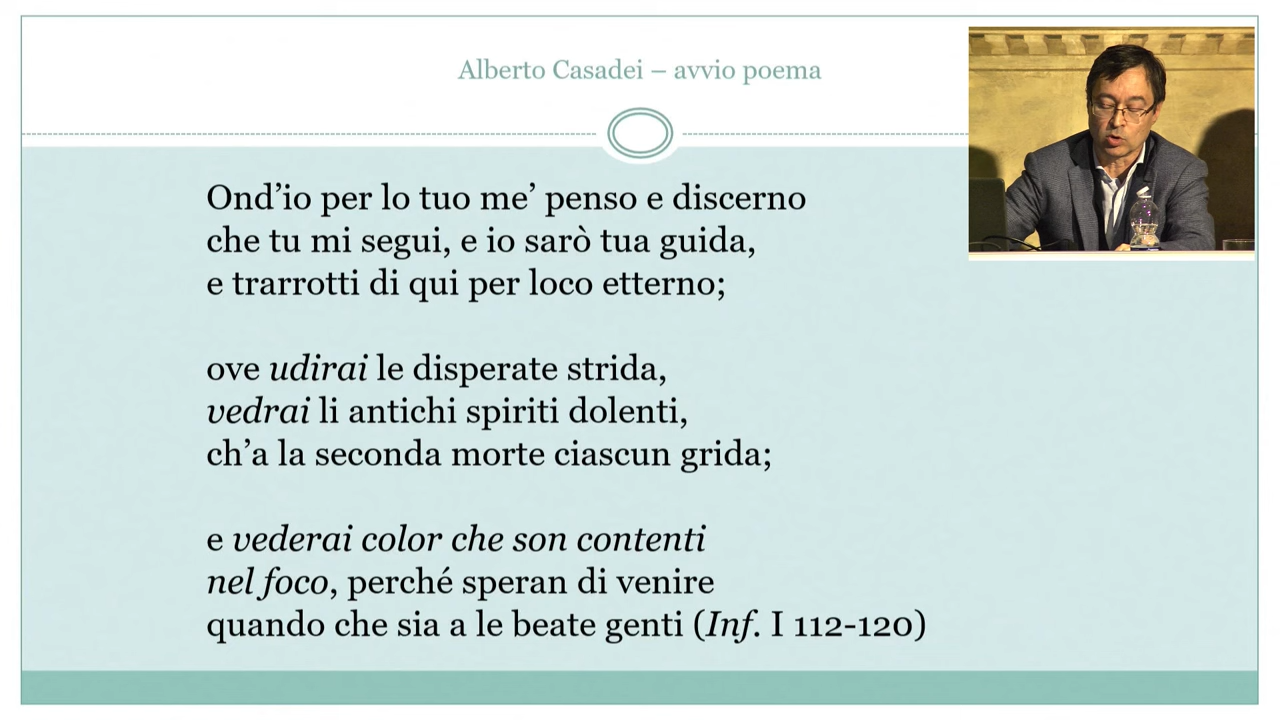 Alberto Casadei – avvio poema
Ond’io per lo tuo me’ penso e discerno
che tu mi segui, e io sarò tua guida,
e trarrotti di qui per loco etterno;
ove udirai le disperate strida,
vedrai li antichi spiriti dolenti,
ch’a la seconda morte ciascun grida;
e vederai color che son contenti
nel foco, perché speran di venire
quando che sia a le beate genti (Inf. I 112-120)